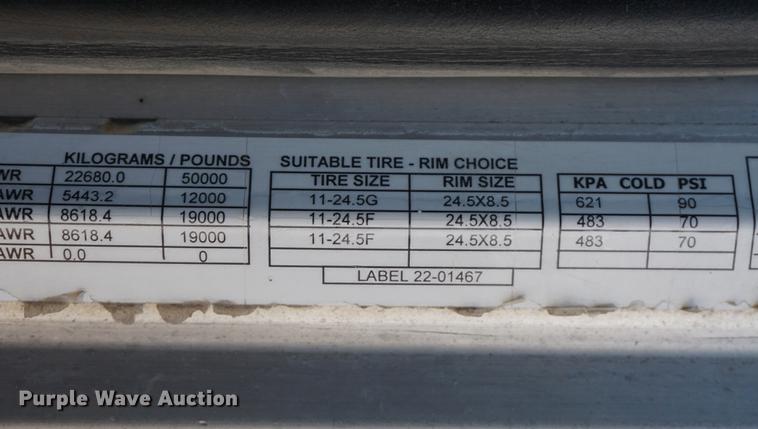 KILOGRAMS / POUNDS SUITABLE TIRE - RIM CHOICE
WR 22680.0 50000 TIRE SIZE RIM SIZE KPA COLD PSI
AWR 5443.2 12000 11-24.5G 24.5X8.5 621 90
AWR 8618.4 19000 11-24.5F 24.5X8.5 483 70
AWR 8618.4 19000 11-24.5F 24.5X8.5 483 70
AWR 0.0 0
LABEL 22-01467
Purple Wave Auction